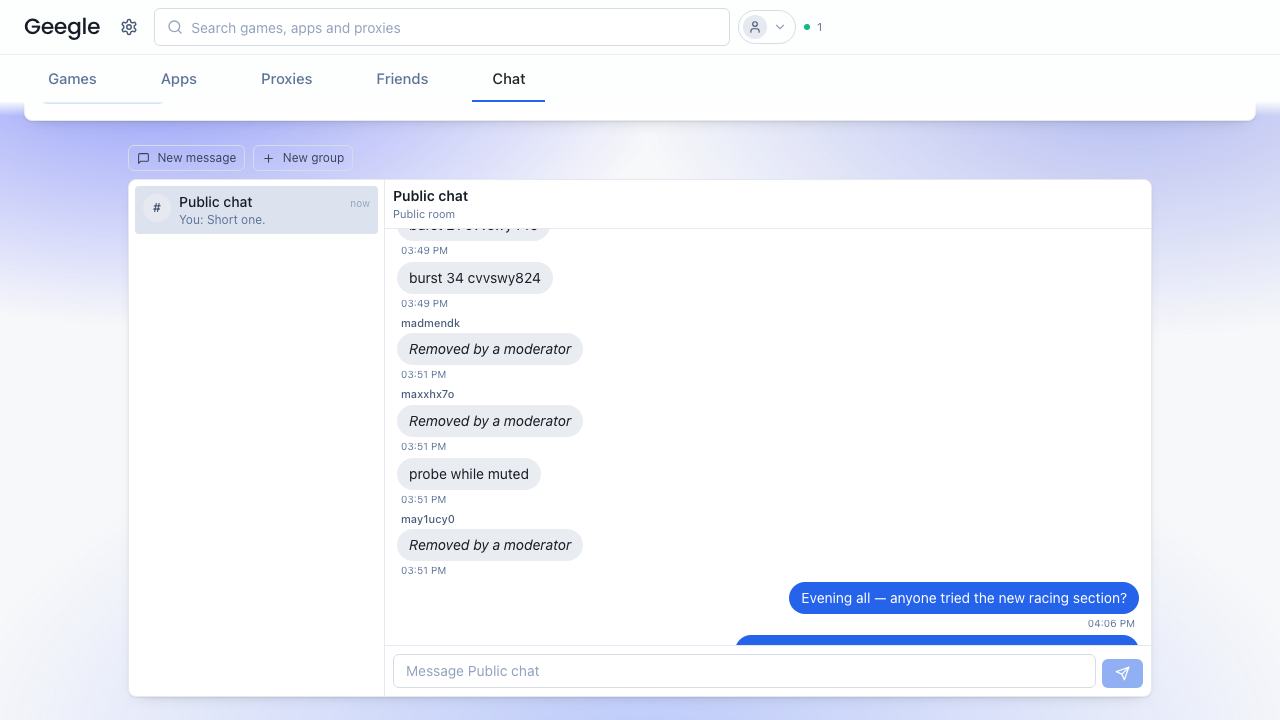 Geegle
Search games, apps and proxies
1
Games
Apps
Proxies
Friends
Chat
New message
New group
#
Public chat
now
You: Short one.
Public chat
Public room
03:49 PM
burst 34 cvvswy824
03:49 PM
madmendk
Removed by a moderator
03:51 PM
maxxhx7o
Removed by a moderator
03:51 PM
probe while muted
03:51 PM
may1ucy0
Removed by a moderator
03:51 PM
Evening all — anyone tried the new racing section?
04:06 PM
Message Public chat